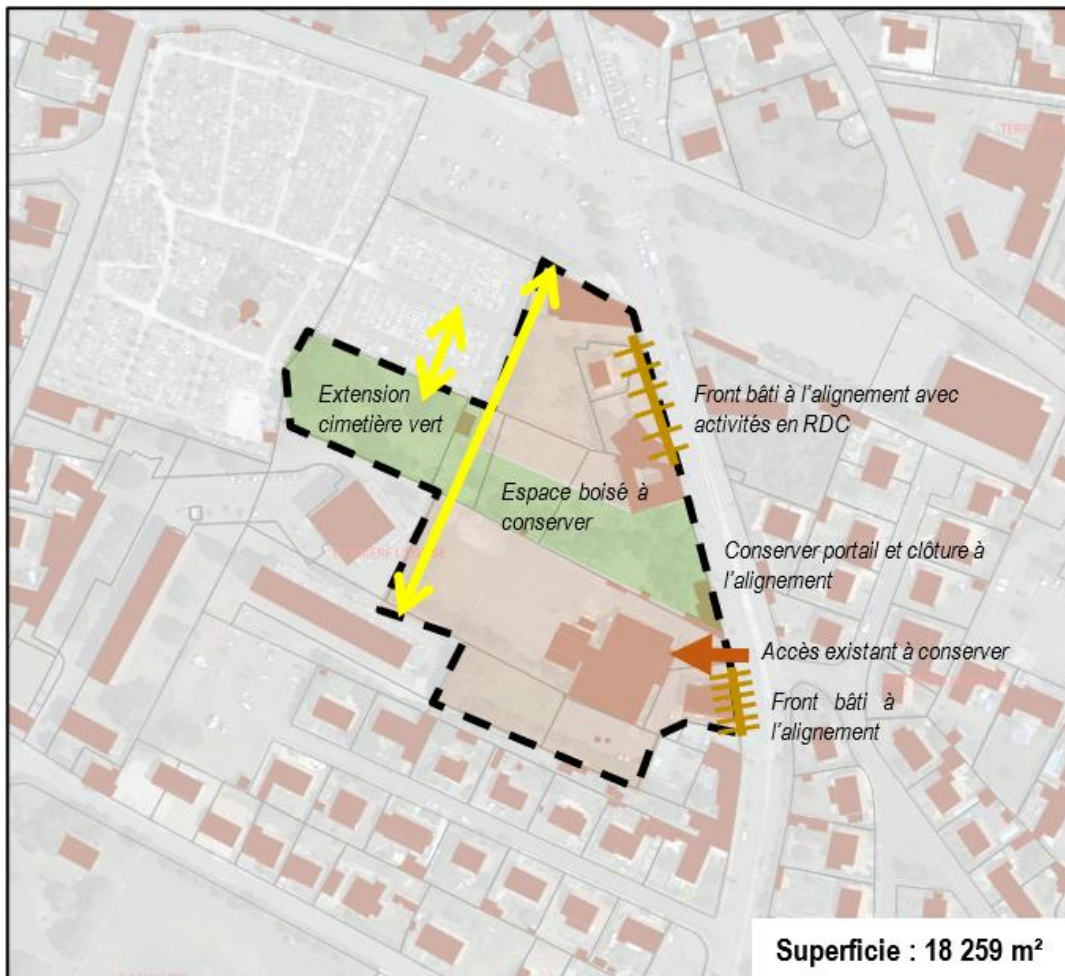 Extension
cimetière vert
Front bâti à l'alignement avec
activités en RDC
Espace boisé à
conserver
Conserver portail et clôture à
l'alignement
Accès existant à conserver
Front bâti à
l'alignement
Superficie : 18 259 m²